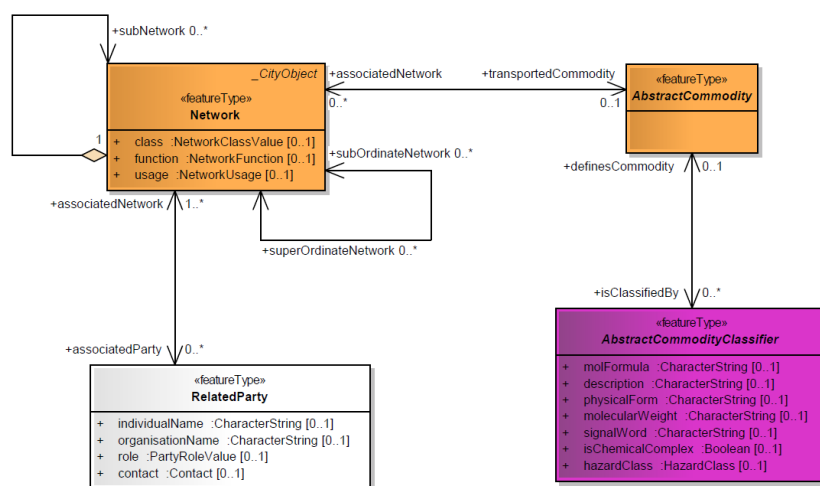 +subNetwork 0..*
_CityObject
«featureType»
Network
+ class :NetworkClassValue [0..1]
+ function :NetworkFunction [0..1]
+ usage :NetworkUsage [0..1]
1
+associatedNetwork
0..*
+transportedCommodity
0..1
«featureType»
AbstractCommodity
+subOrdinateNetwork 0..*
+superOrdinateNetwork 0..*
+definesCommodity
0..1
+associatedNetwork
1..*
+isClassifiedBy
0..*
+associatedParty
0..*
«featureType»
RelatedParty
+ individualName :CharacterString [0..1]
+ organisationName :CharacterString [0..1]
+ role :PartyRoleValue [0..1]
+ contact :Contact [0..1]
«featureType»
AbstractCommodityClassifier
+ molFormula :CharacterString [0..1]
+ description :CharacterString [0..1]
+ physicalForm :CharacterString [0..1]
+ molecularWeight :CharacterString [0..1]
+ signalWord :CharacterString [0..1]
+ isChemicalComplex :Boolean [0..1]
+ hazardClass :HazardClass [0..1]